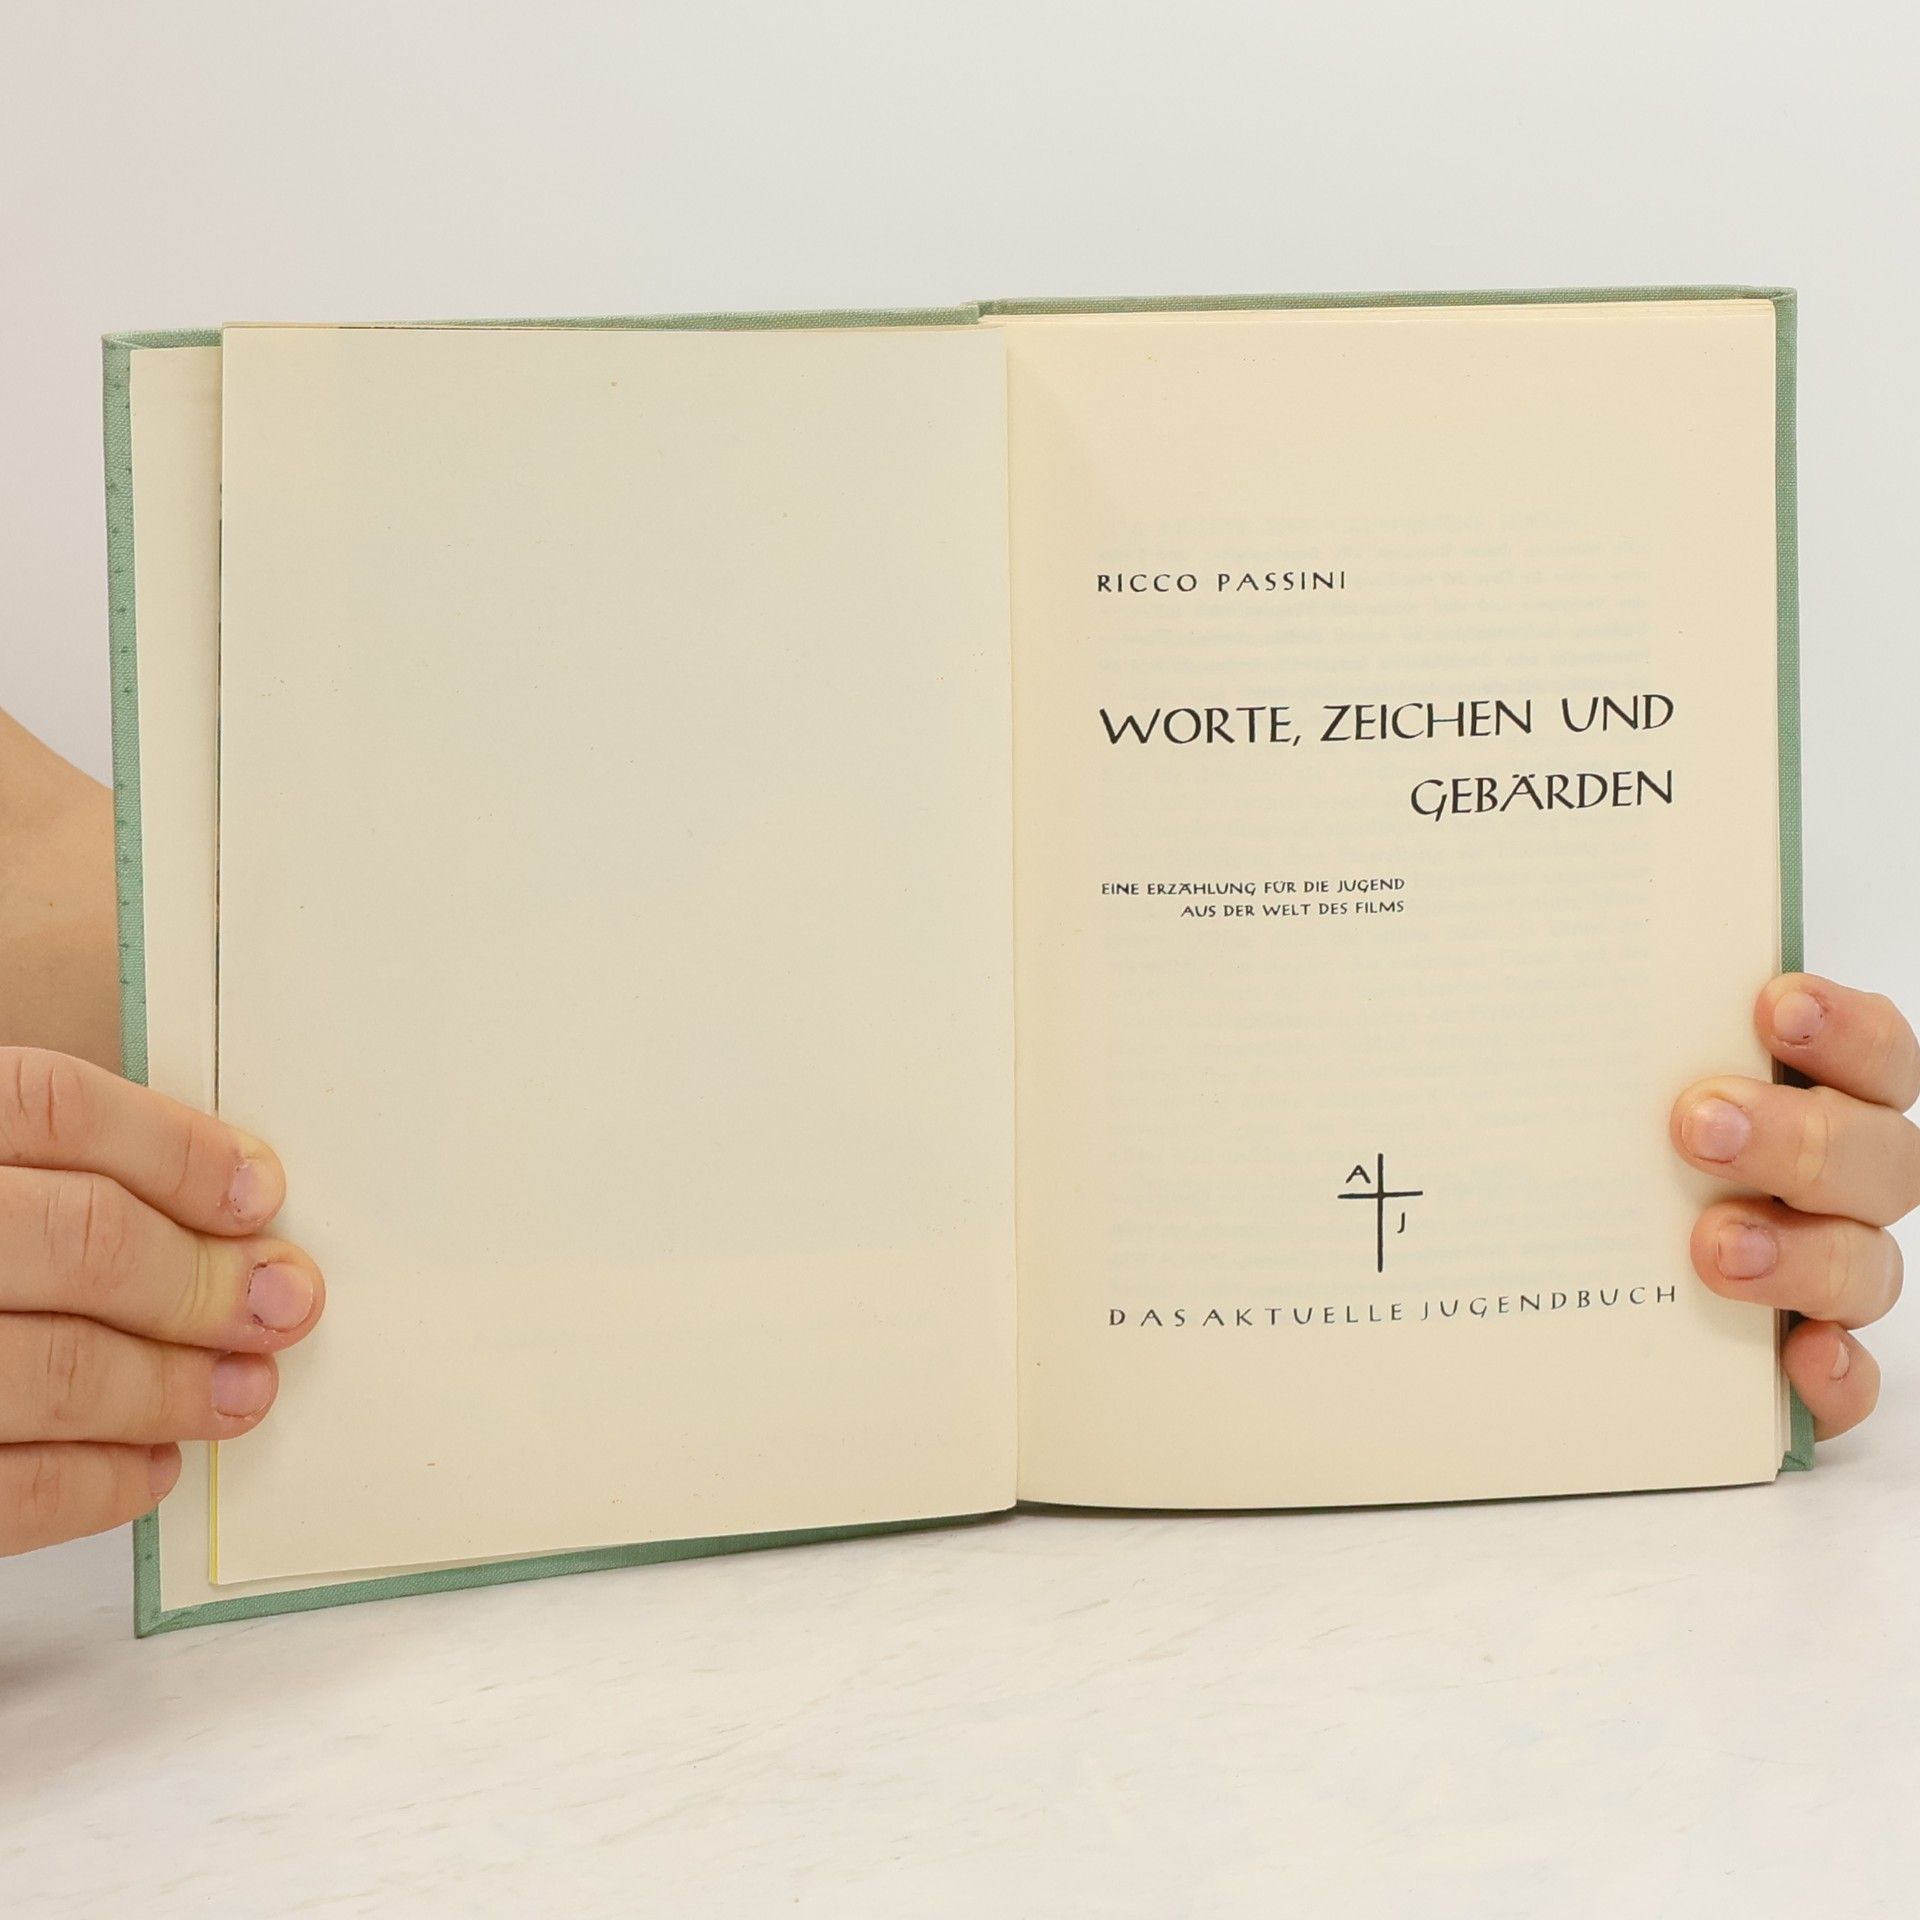 RICCO PASSINI
WORTE, ZEICHEN UND
GEBÄRDEN
EINE ERZÄHLUNG FÜR DIE JUGEND
AUS DER WELT DES FILMS
A
J
DAS AKTUELLE JUGENDBUCH